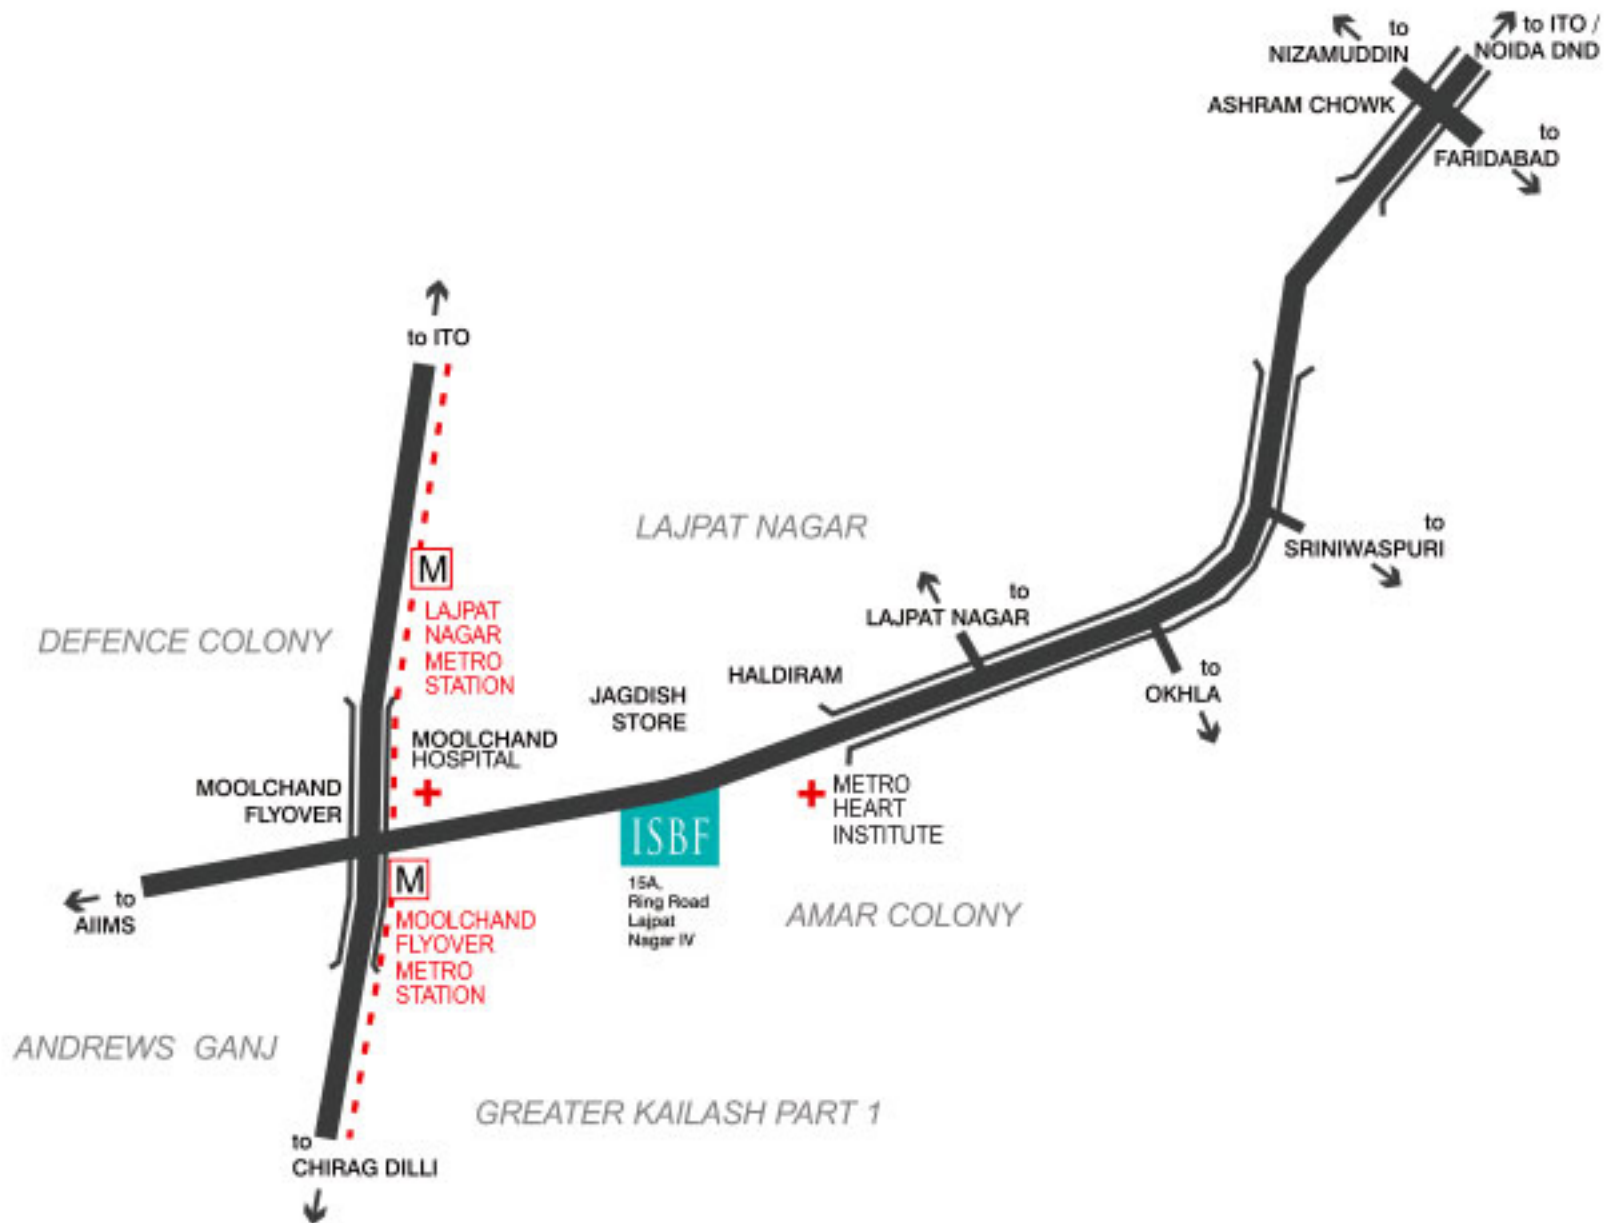 to
NIZAMUDDIN
to ITO /
NOIDA DND
ASHRAM CHOWK
to
FARIDABAD
to ITO
LAJPAT NAGAR
to
SRINIWASPURI
M
LAJPAT
NAGAR
METRO
STATION
DEFENCE COLONY
to
LAJPAT NAGAR
to
OKHLA
HALDIRAM
JAGDISH
STORE
MOOLCHAND
HOSPITAL
MOOLCHAND
FLYOVER
METRO
HEART
INSTITUTE
ISBF
15A,
Ring Road
Lajpat
Nagar IV
to
AIIMS
M
MOOLCHAND
FLYOVER
METRO
STATION
AMAR COLONY
ANDREWS GANJ
GREATER KAILASH PART 1
to
CHIRAG DILLI